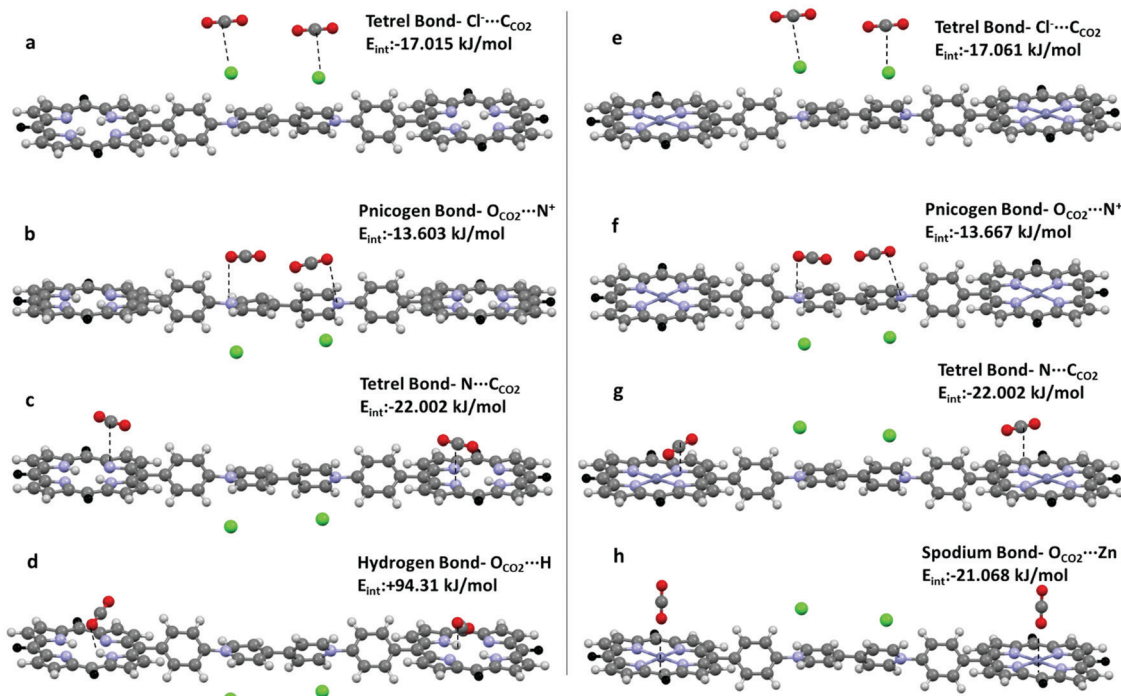 a
Tetrel Bond- Cl⁻···C_CO2
E_int:-17.015 kJ/mol
b
Pnicogen Bond- O_CO2···N⁺
E_int:-13.603 kJ/mol
c
Tetrel Bond- N···C_CO2
E_int:-22.002 kJ/mol
d
Hydrogen Bond- O_CO2···H
E_int:+94.31 kJ/mol
e
Tetrel Bond- Cl⁻···C_CO2
E_int:-17.061 kJ/mol
f
Pnicogen Bond- O_CO2···N⁺
E_int:-13.667 kJ/mol
g
Tetrel Bond- N···C_CO2
E_int:-22.002 kJ/mol
h
Spodium Bond- O_CO2···Zn
E_int:-21.068 kJ/mol